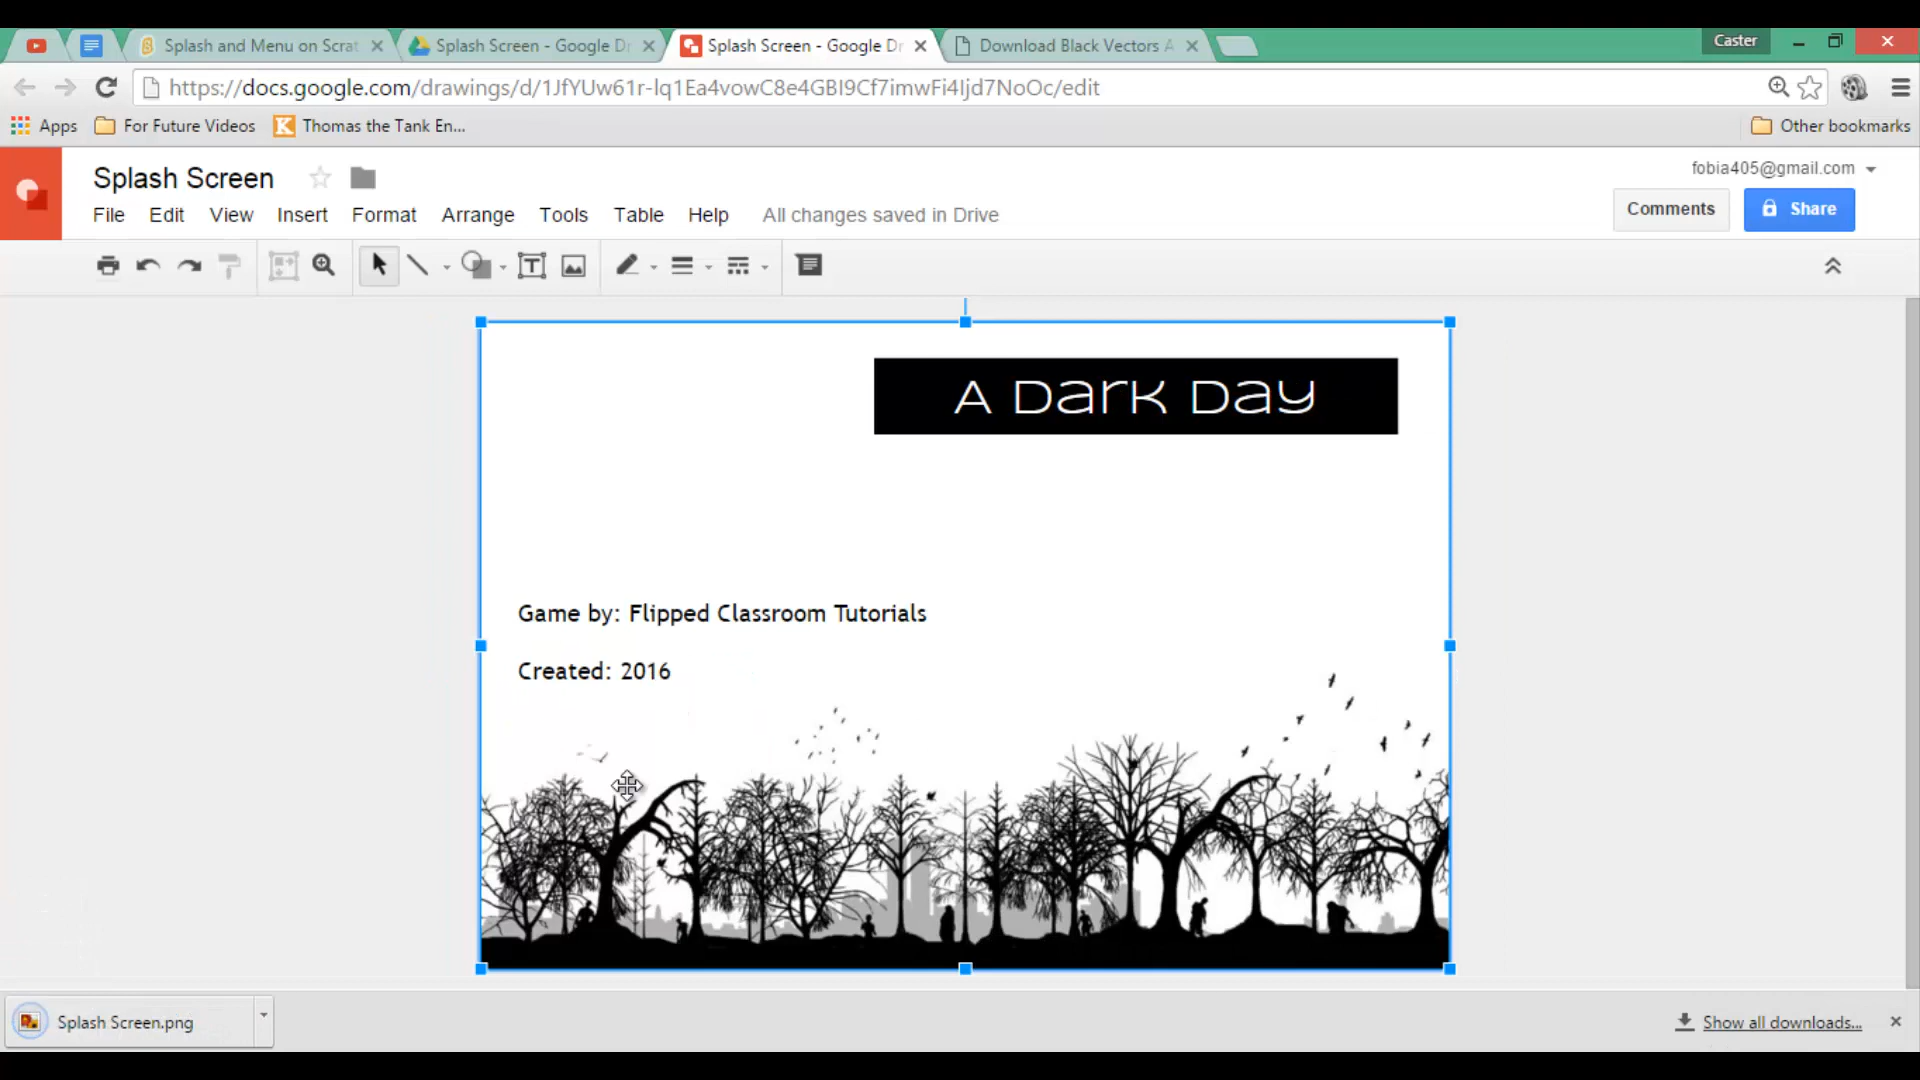 Splash and Menu on Scrat
Splash Screen - Google Dr
Splash Screen - Google Dr
Download Black Vectors A
Caster
https://docs.google.com/drawings/d/1JfYUw61r-lq1Ea4vowC8e4GBI9Cf7imwFi4Ijd7NoOc/edit
Apps
For Future Videos
Thomas the Tank En...
Other bookmarks
Splash Screen
fobia405@gmail.com
File Edit View Insert Format Arrange Tools Table Help All changes saved in Drive
Comments
Share
A Dark Day
Game by: Flipped Classroom Tutorials
Created: 2016
Splash Screen.png
Show all downloads...